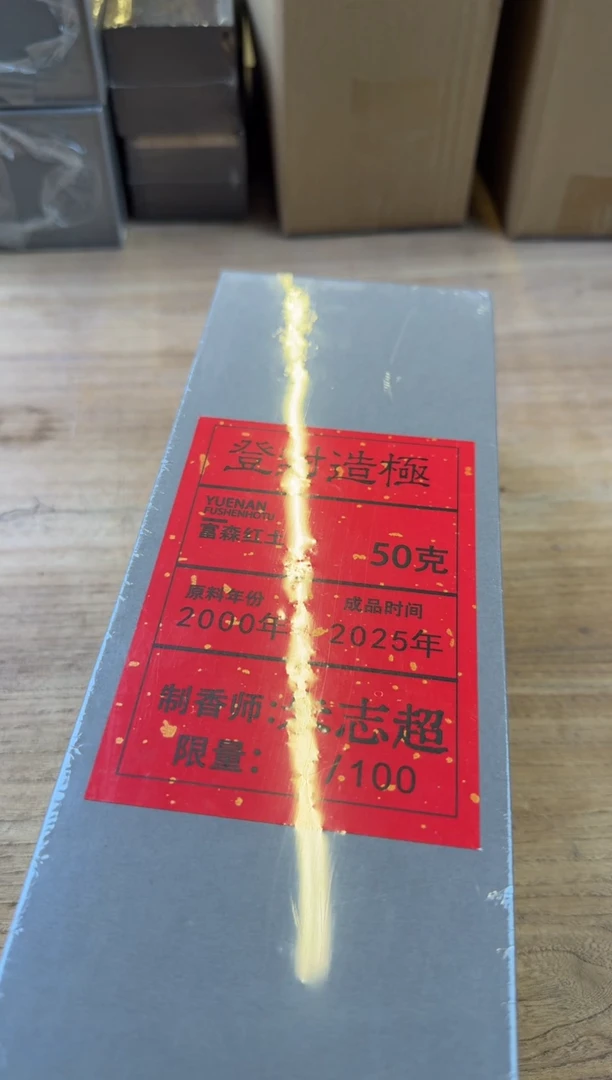 登封造極
YUENAN
FUSHENHOTU
富森红土
50克
原料年份 成品时间
2000年 2025年
制香师: 志超
限量: /100